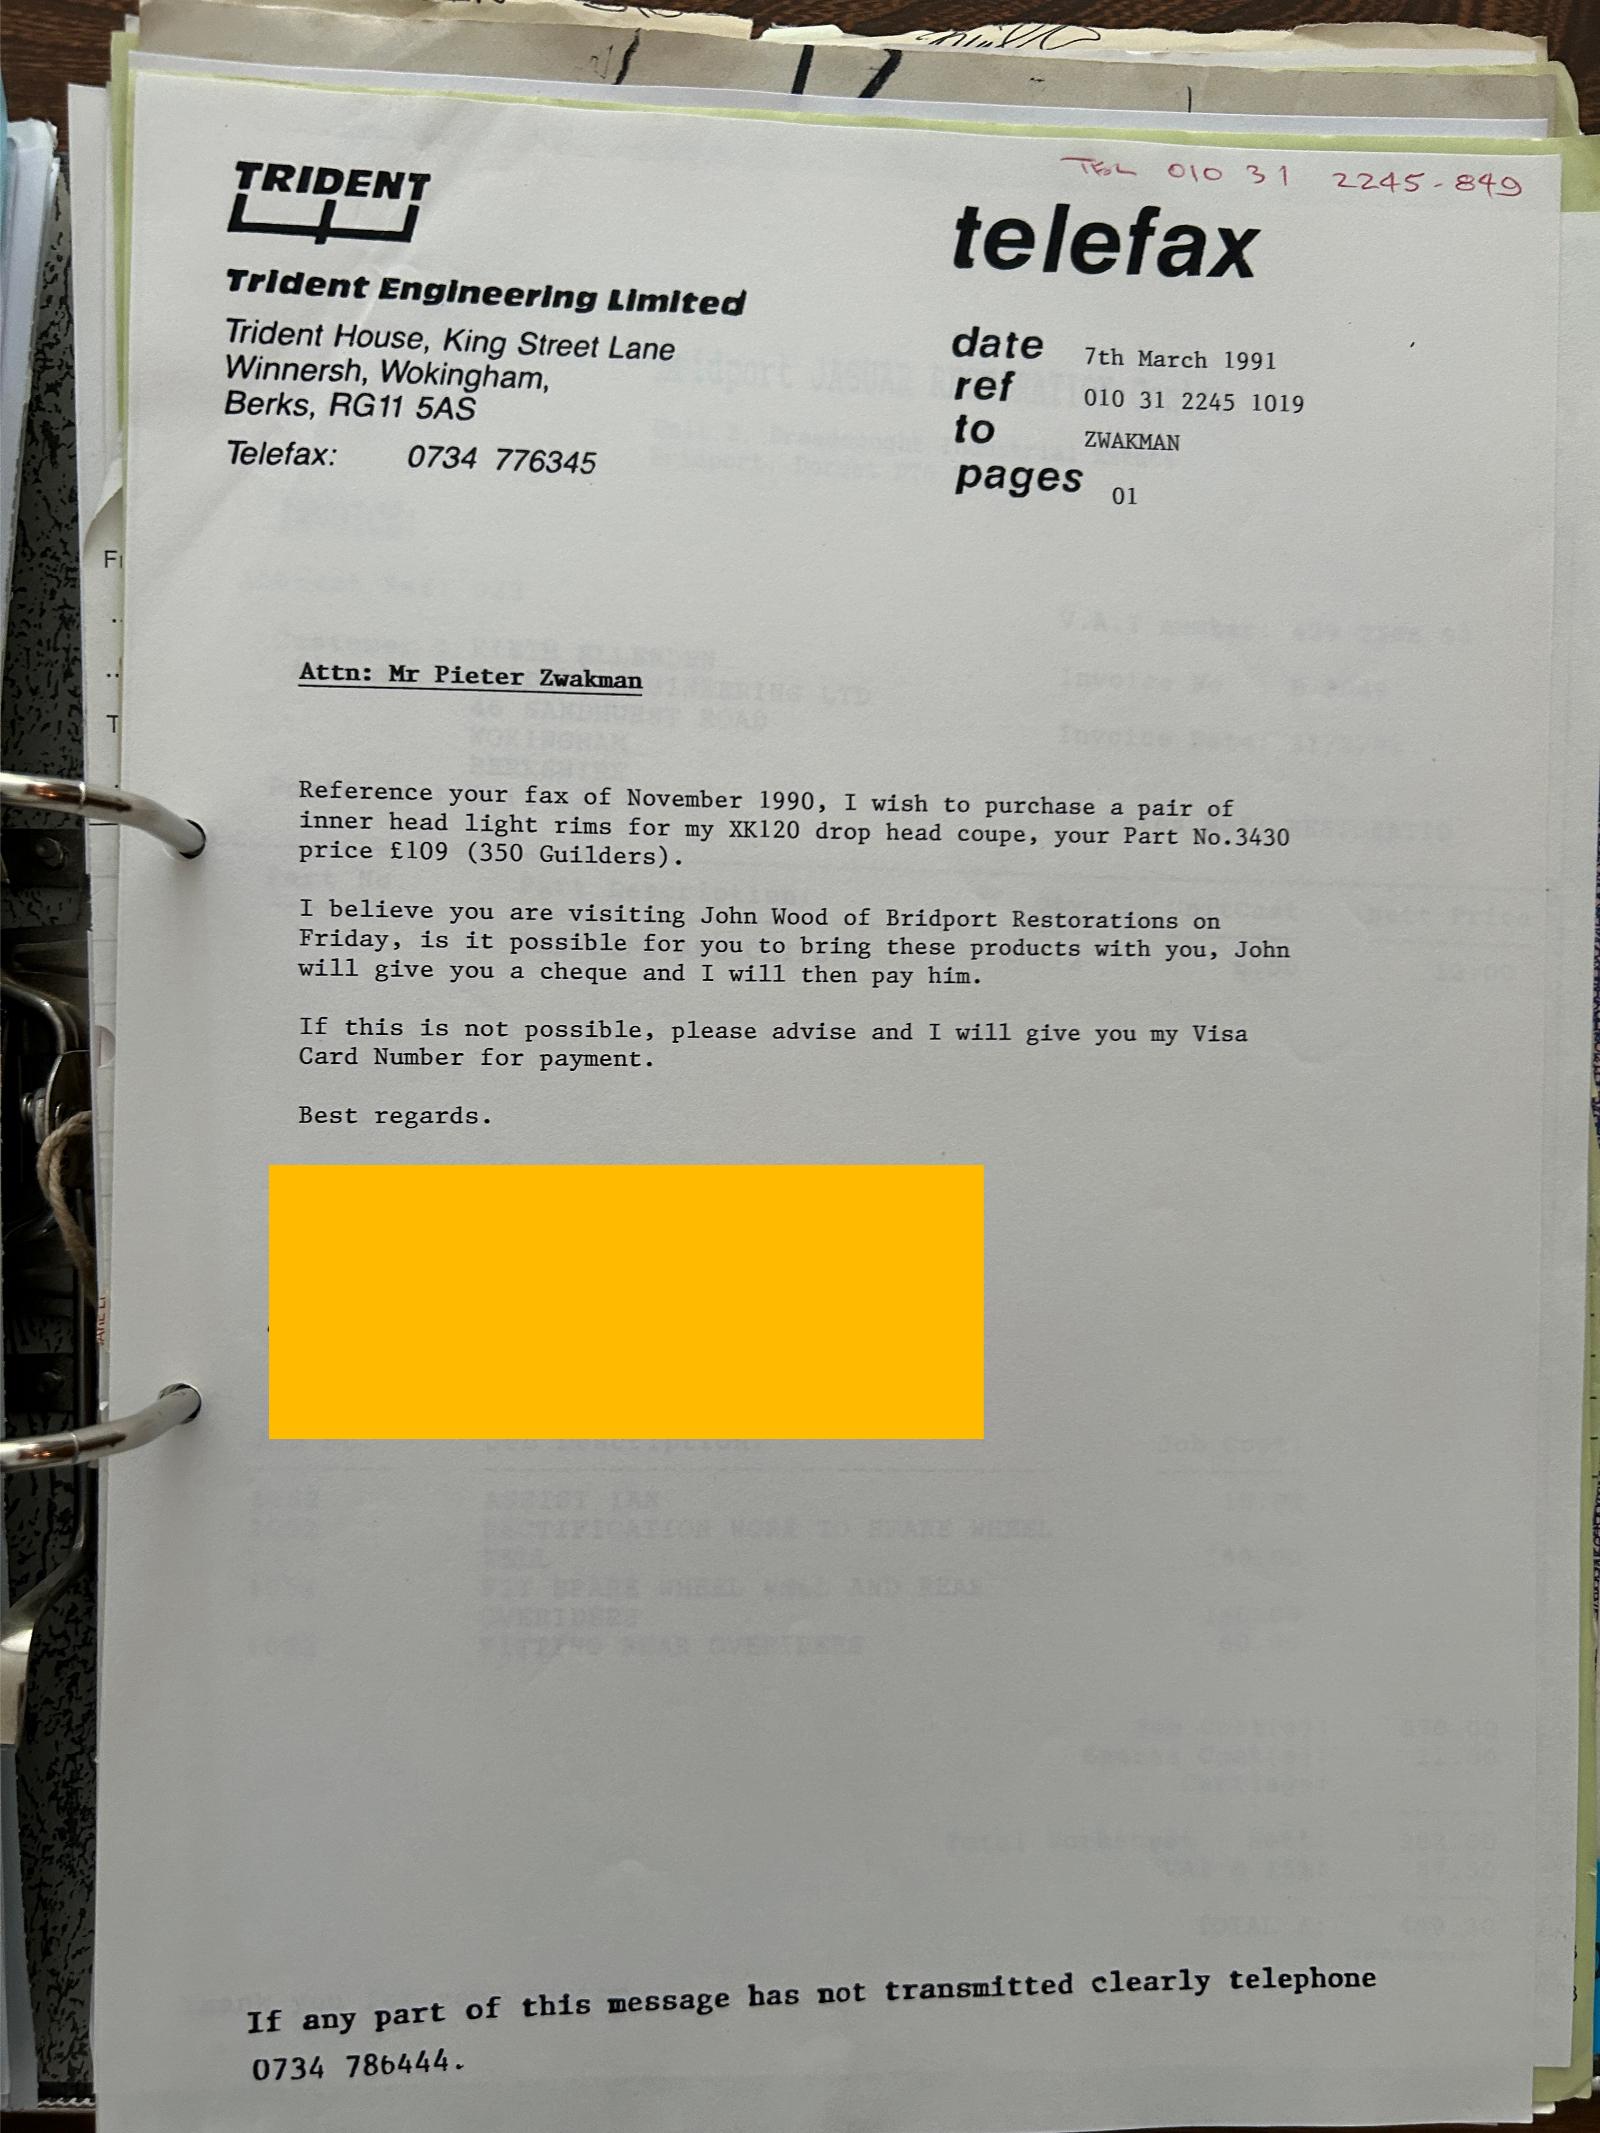 TEL 010 31 2245-849
TRIDENT
telefax
Trident Engineering Limited
Trident House, King Street Lane
Winnersh, Wokingham,
Berks, RG11 5AS
Telefax: 0734 776345
date 7th March 1991
ref 010 31 2245 1019
to ZWAKMAN
pages 01
Attn: Mr Pieter Zwakman
Reference your fax of November 1990, I wish to purchase a pair of
inner head light rims for my XK120 drop head coupe, your Part No.3430
price £109 (350 Guilders).
I believe you are visiting John Wood of Bridport Restorations on
Friday, is it possible for you to bring these products with you, John
will give you a cheque and I will then pay him.
If this is not possible, please advise and I will give you my Visa
Card Number for payment.
Best regards.
If any part of this message has not transmitted clearly telephone
0734 786444.